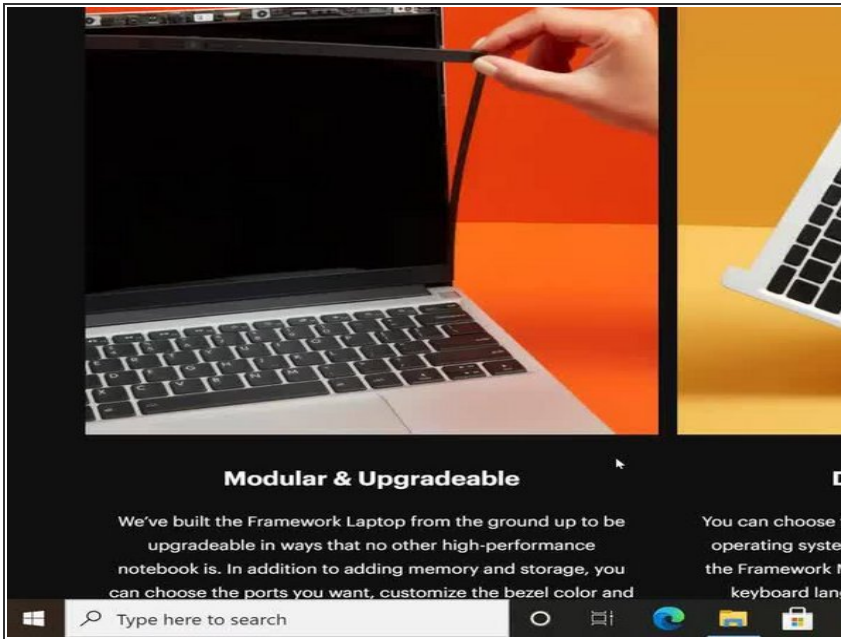 Modular & Upgradeable
We've built the Framework Laptop from the ground up to be
upgradeable in ways that no other high-performance
notebook is. In addition to adding memory and storage, you
can choose the ports you want, customize the bezel color and
You can choose
operating syste
the Framework M
keyboard lan
Type here to search